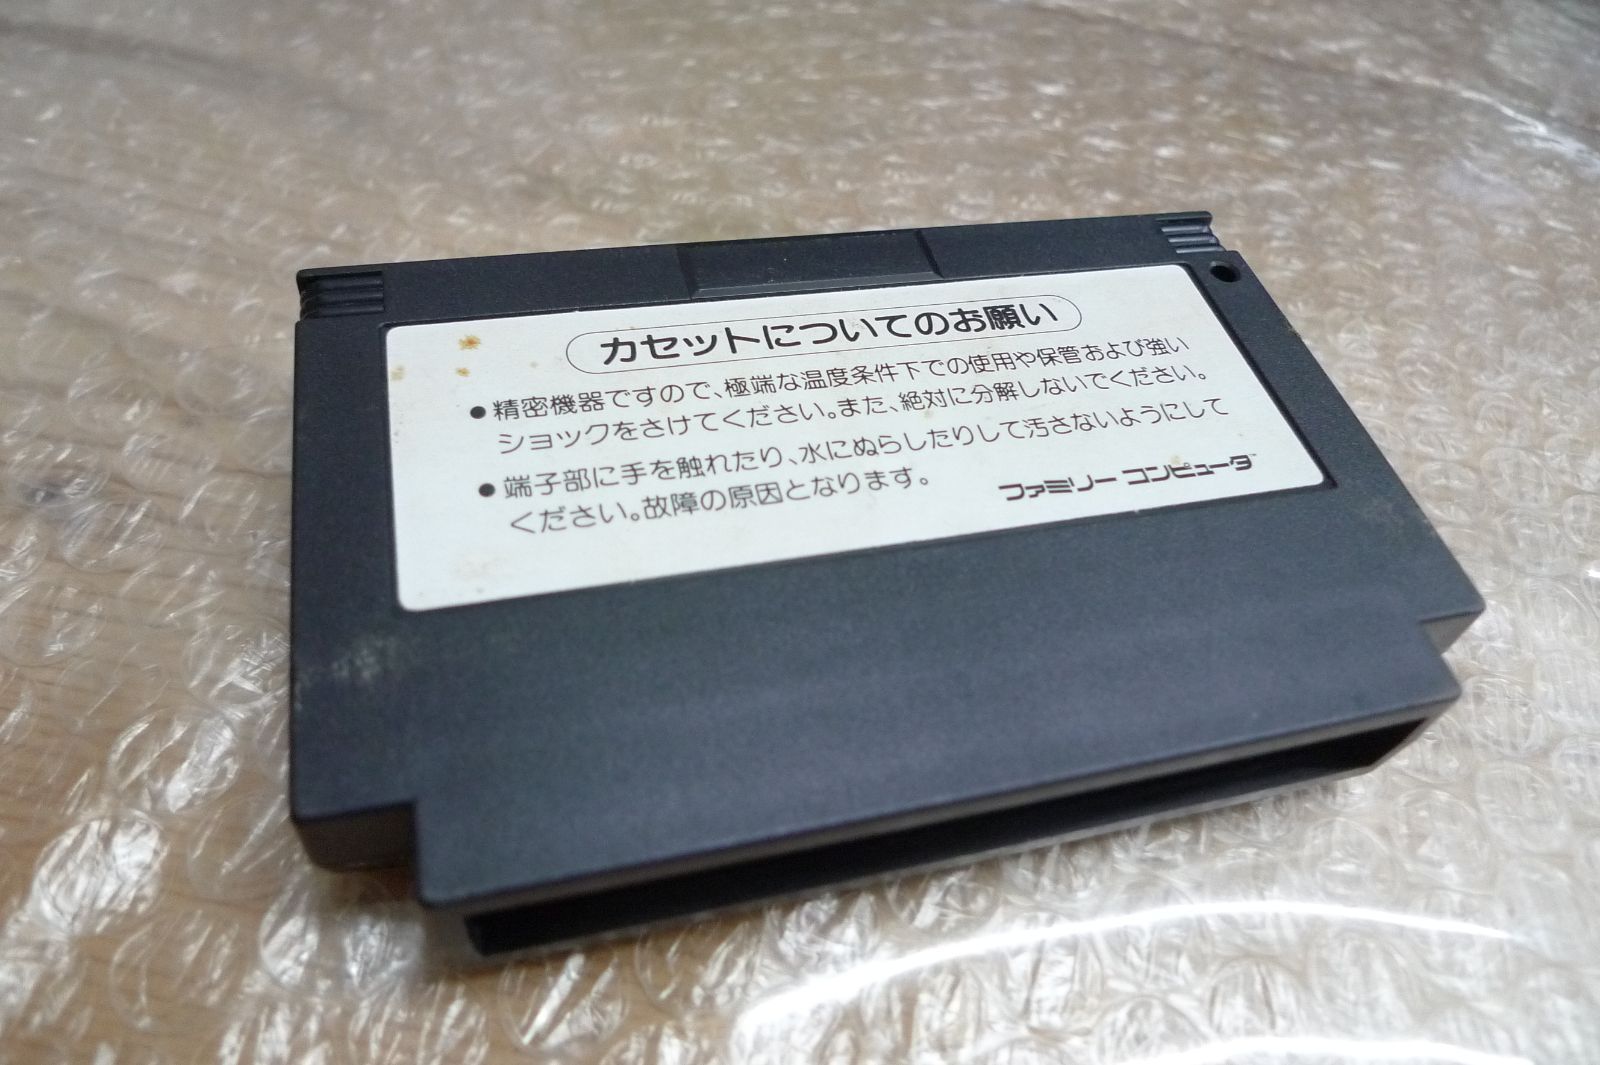 カセットについてのお願い
●精密機器ですので、極端な温度条件下での使用や保管および強い
ショックをさけてください。また、絶対に分解しないでください。
●端子部に手を触れたり、水にぬらしたりして汚さないようにして
ください。故障の原因となります。
ファミリーコンピュータ™